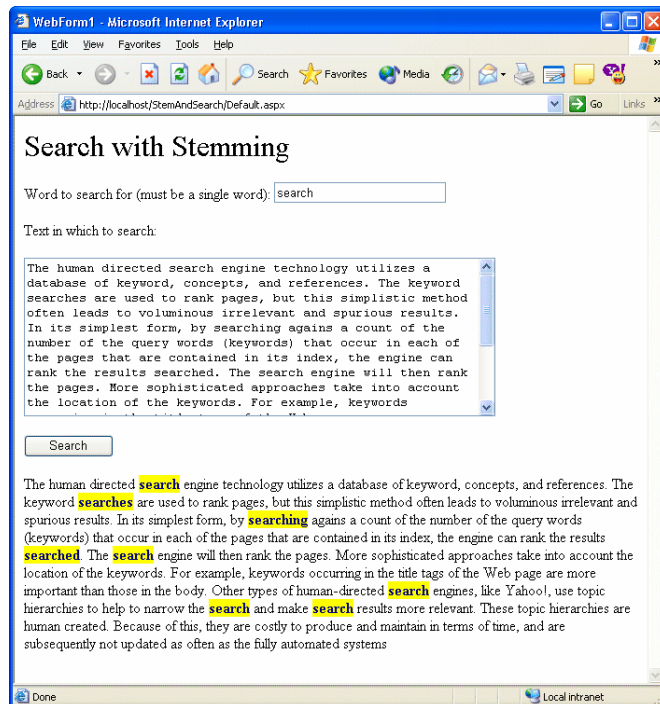 WebForm1 - Microsoft Internet Explorer
File Edit View Favorites Tools Help
Back Search Favorites Media
Address http://localhost/StemAndSearch/Default.aspx Go Links
Search with Stemming
Word to search for (must be a single word): search
Text in which to search:
The human directed search engine technology utilizes a
database of keyword, concepts, and references. The keyword
searches are used to rank pages, but this simplistic method
often leads to voluminous irrelevant and spurious results.
In its simplest form, by searching agains a count of the
number of the query words (keywords) that occur in each of
the pages that are contained in its index, the engine can
rank the results searched. The search engine will then rank
the pages. More sophisticated approaches take into account
the location of the keywords. For example, keywords
Search
The human directed search engine technology utilizes a database of keyword, concepts, and references. The
keyword searches are used to rank pages, but this simplistic method often leads to voluminous irrelevant and
spurious results. In its simplest form, by searching agains a count of the number of the query words
(keywords) that occur in each of the pages that are contained in its index, the engine can rank the results
searched. The search engine will then rank the pages. More sophisticated approaches take into account the
location of the keywords. For example, keywords occurring in the title tags of the Web page are more
important than those in the body. Other types of human-directed search engines, like Yahoo!, use topic
hierarchies to help to narrow the search and make search results more relevant. These topic hierarchies are
human created. Because of this, they are costly to produce and maintain in terms of time, and are
subsequently not updated as often as the fully automated systems
Done Local intranet